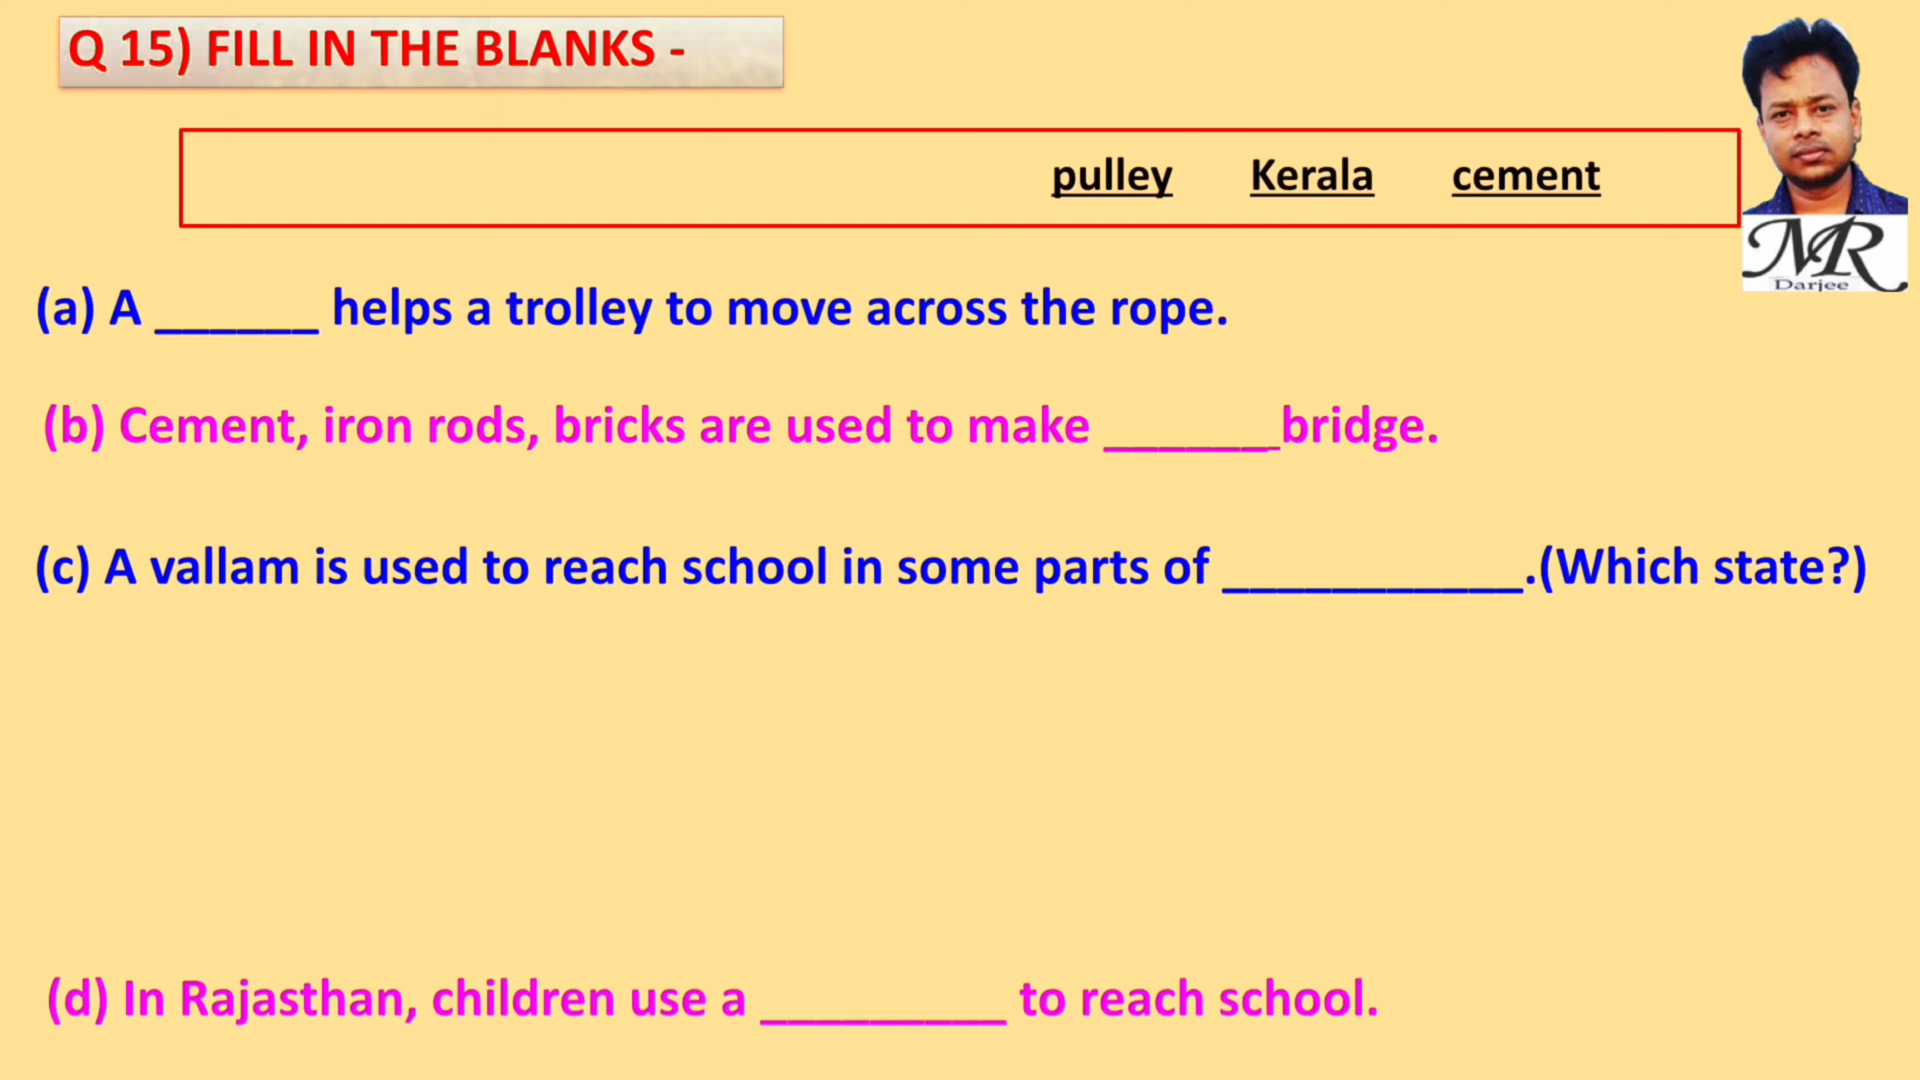 Q 15) FILL IN THE BLANKS -
pulley Kerala cement
MR
Darjee
(a) A ______ helps a trolley to move across the rope.
(b) Cement, iron rods, bricks are used to make _______bridge.
(c) A vallam is used to reach school in some parts of ___________.(Which state?)
(d) In Rajasthan, children use a _________ to reach school.